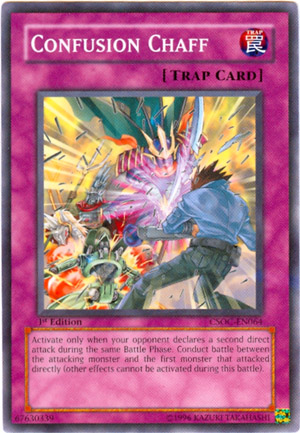 CONFUSION CHAFF
TRAP
罠
[TRAP CARD]
1st Edition
CSOC-EN064
Activate only when your opponent declares a second direct
attack during the same Battle Phase. Conduct battle between
the attacking monster and the first monster that attacked
directly (other effects cannot be activated during this battle).
67630339
©1996 KAZUKI TAKAHASHI